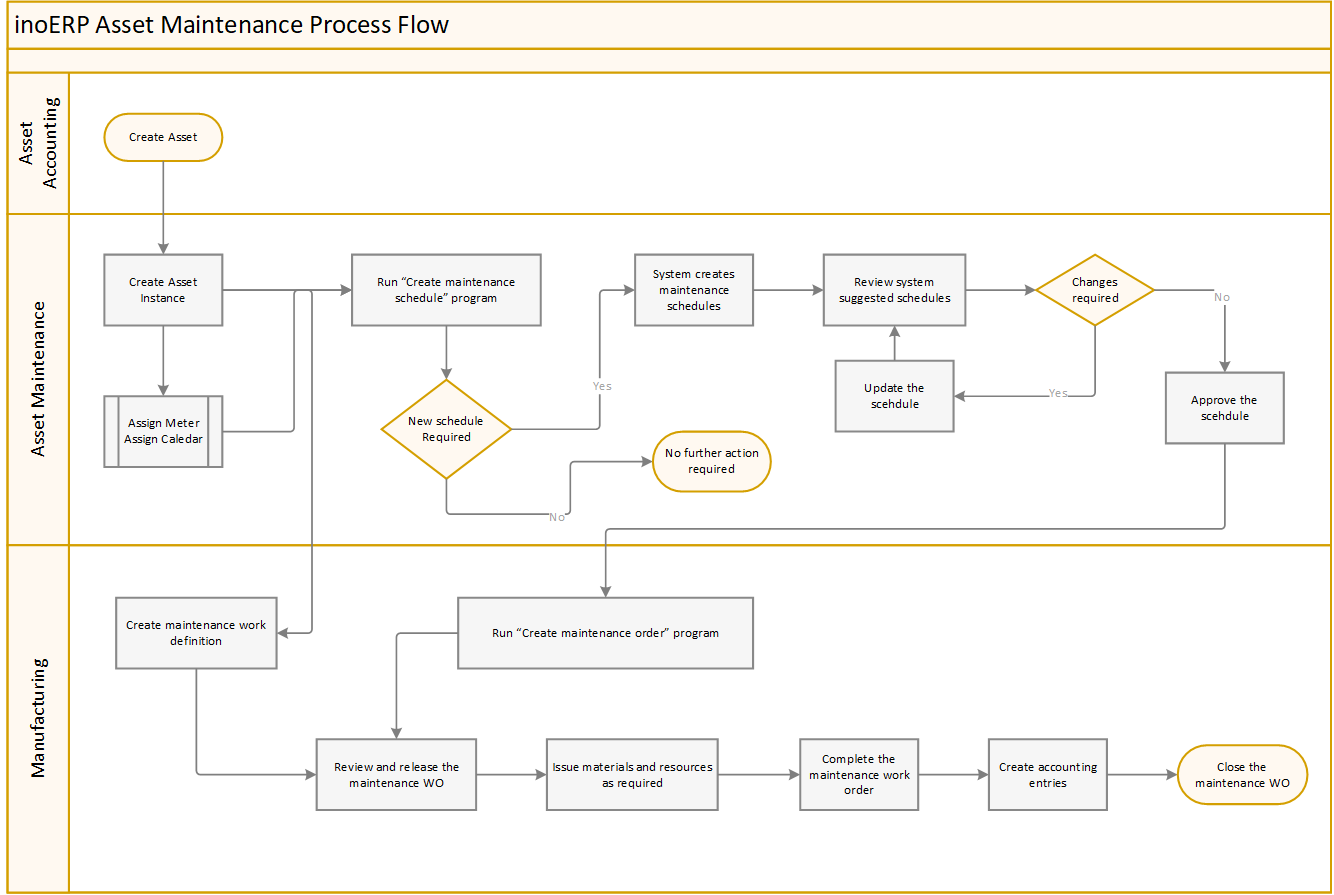 inoERP Asset Maintenance Process Flow
Asset
Accounting
Create Asset
Asset Maintenance
Create Asset
Instance
Run “Create maintenance
schedule” program
System creates
maintenance
schedules
Review system
suggested schedules
Changes
required
No
Yes
Update the
scehdule
Approve the
scehdule
Assign Meter
Assign Caledar
New schedule
Required
Yes
No further action
required
No
Manufacturing
Create maintenance work
definition
Run “Create maintenance order” program
Review and release the
maintenance WO
Issue materials and resources
as required
Complete the
maintenance work
order
Create accounting
entries
Close the
maintenance WO